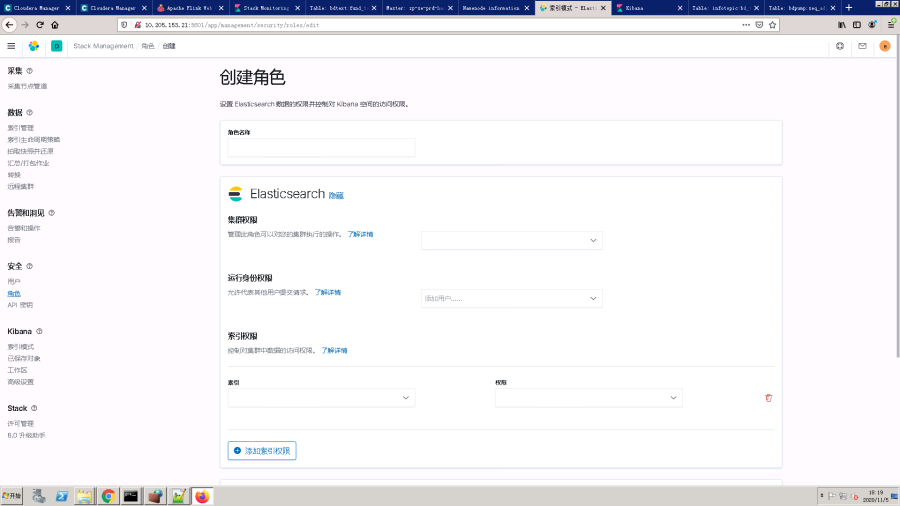 Cloudera Manager
Cloudera Manager
Apache Flink Web
Stack Monitoring
Table: bdtest:fund_
Namenode information
索引模式 - Elast
Kibana
10.205.153.21:5601/app/management/security/roles/edit
D
Stack Management / 角色 / 创建
采集
采集节点管道
数据
索引管理
索引生命周期策略
拍取快照并还原
汇总/打包作业
转换
远程集群
告警和洞见
告警和操作
报告
安全
用户
角色
API 密钥
Kibana
索引模式
已保存对象
工作区
高级设置
Stack
许可管理
8.0 升级助手
创建角色
设置 Elasticsearch 数据的权限并控制对 Kibana 空间的访问权限。
角色名称
Elasticsearch 隐藏
集群权限
管理此角色可以对您的集群执行的操作。 了解详情
运行身份权限
允许代表其他用户提交请求。 了解详情
添加用户……
索引权限
控制对集群中数据的访问权限。 了解详情
索引
权限
添加索引权限
开始
18:19
2020/11/5